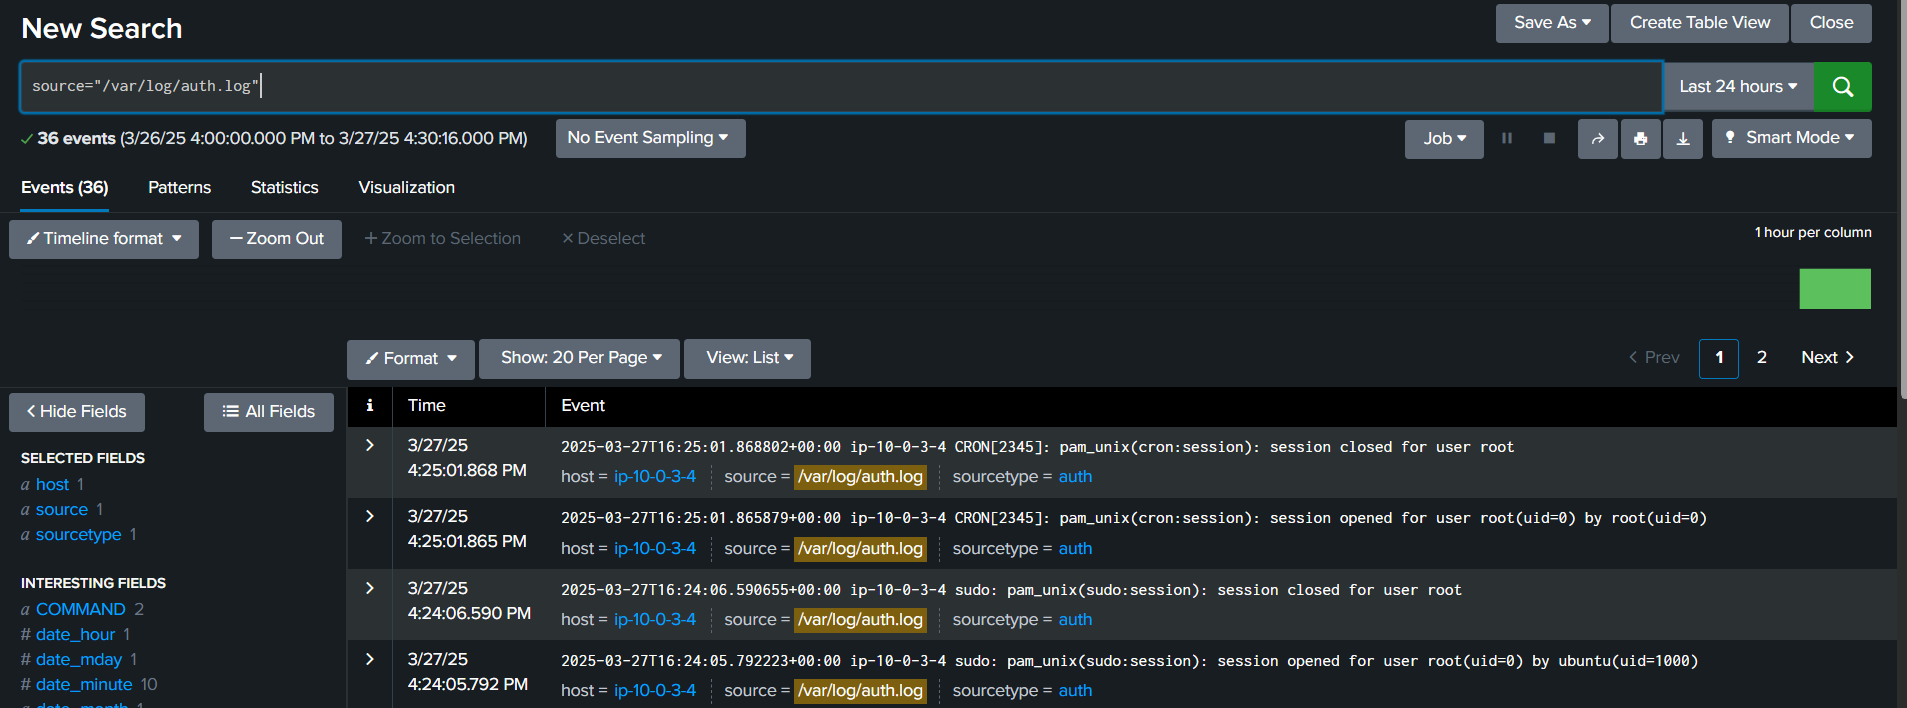 New Search
Save As
Create Table View
Close
source="/var/log/auth.log"
Last 24 hours
36 events (3/26/25 4:00:00.000 PM to 3/27/25 4:30:16.000 PM)
No Event Sampling
Job
Smart Mode
Events (36)
Patterns
Statistics
Visualization
Timeline format
Zoom Out
+ Zoom to Selection
× Deselect
1 hour per column
Format
Show: 20 Per Page
View: List
< Prev
1
2
Next >
< Hide Fields
All Fields
i
Time
Event
SELECTED FIELDS
a host 1
a source 1
a sourcetype 1
INTERESTING FIELDS
a COMMAND 2
# date_hour 1
# date_mday 1
# date_minute 10
a date_month 1
3/27/25
4:25:01.868 PM
2025-03-27T16:25:01.868802+00:00 ip-10-0-3-4 CRON[2345]: pam_unix(cron:session): session closed for user root
host = ip-10-0-3-4 source = /var/log/auth.log sourcetype = auth
3/27/25
4:25:01.865 PM
2025-03-27T16:25:01.865879+00:00 ip-10-0-3-4 CRON[2345]: pam_unix(cron:session): session opened for user root(uid=0) by root(uid=0)
host = ip-10-0-3-4 source = /var/log/auth.log sourcetype = auth
3/27/25
4:24:06.590 PM
2025-03-27T16:24:06.590655+00:00 ip-10-0-3-4 sudo: pam_unix(sudo:session): session closed for user root
host = ip-10-0-3-4 source = /var/log/auth.log sourcetype = auth
3/27/25
4:24:05.792 PM
2025-03-27T16:24:05.792223+00:00 ip-10-0-3-4 sudo: pam_unix(sudo:session): session opened for user root(uid=0) by ubuntu(uid=1000)
host = ip-10-0-3-4 source = /var/log/auth.log sourcetype = auth